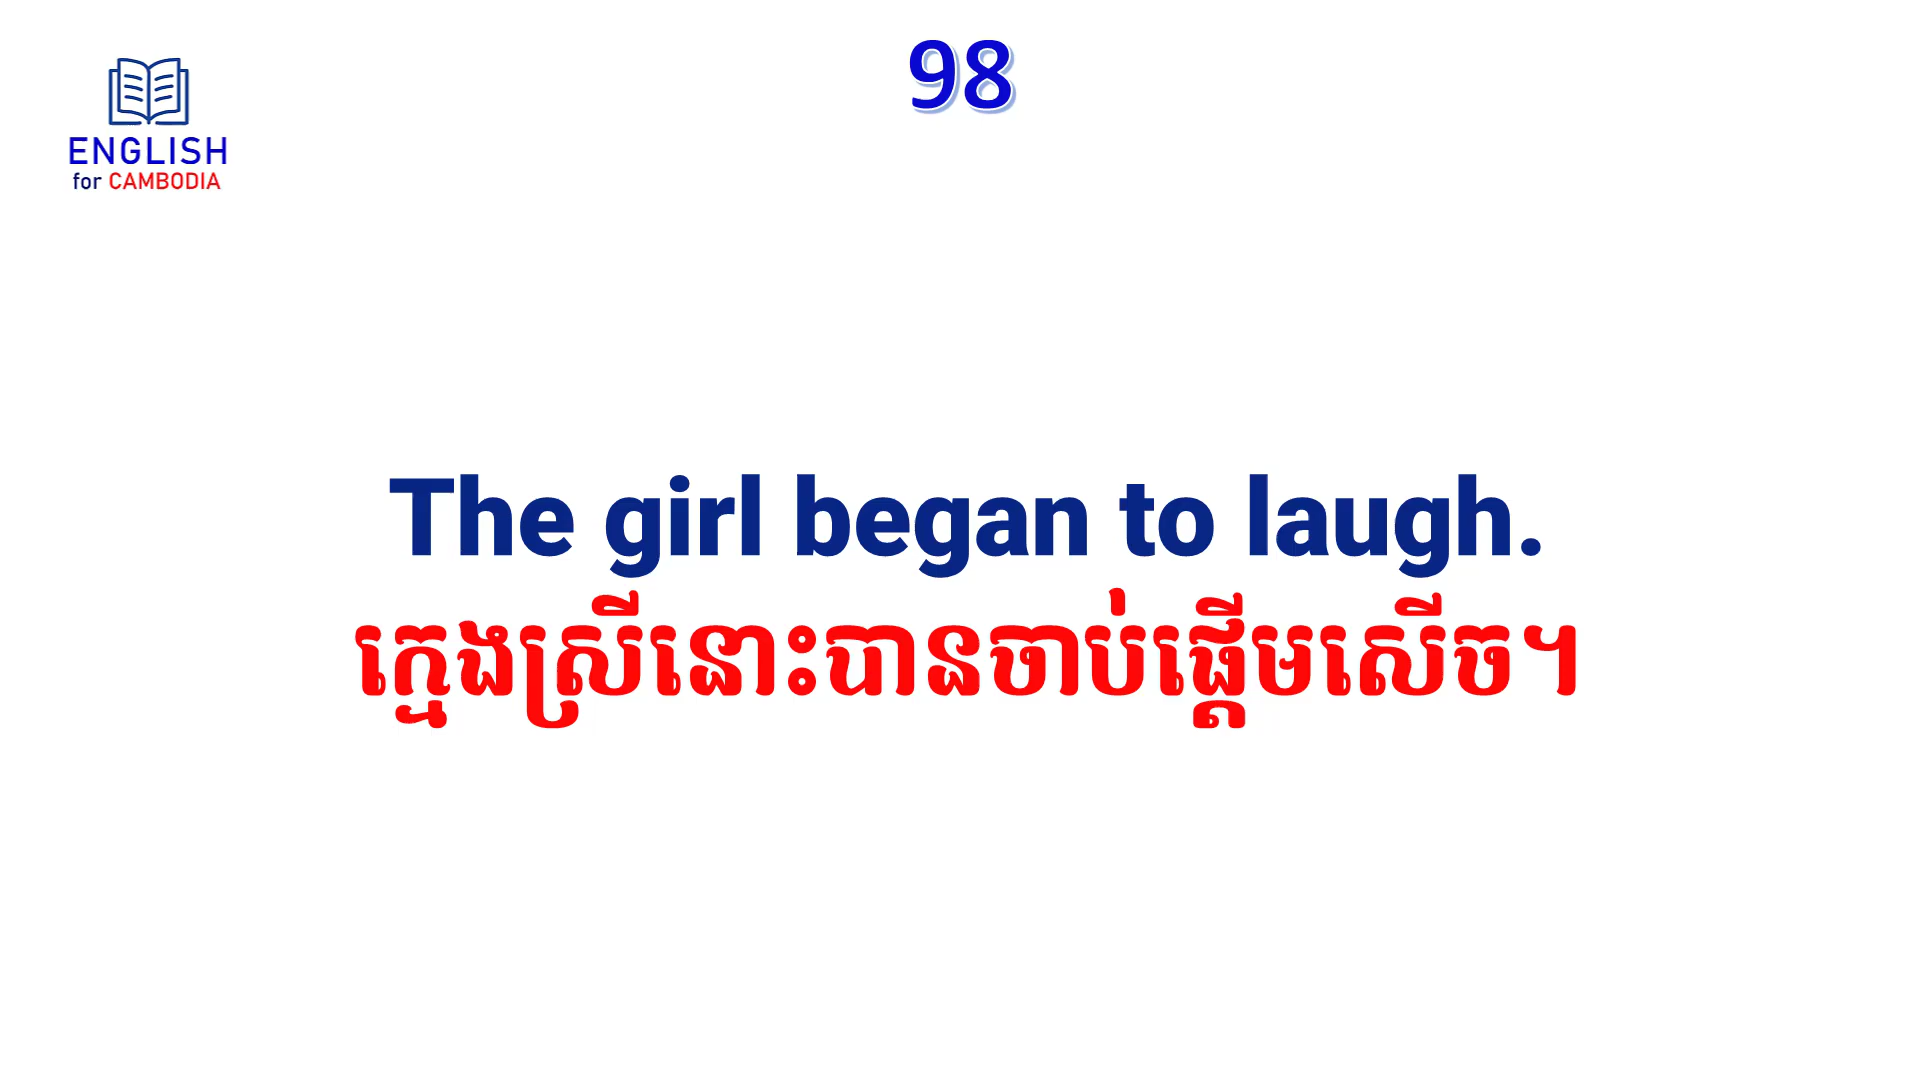 98
ENGLISH
for CAMBODIA
The girl began to laugh.
ក្មេងស្រីនោះបានចាប់ផ្ដើមសើច។